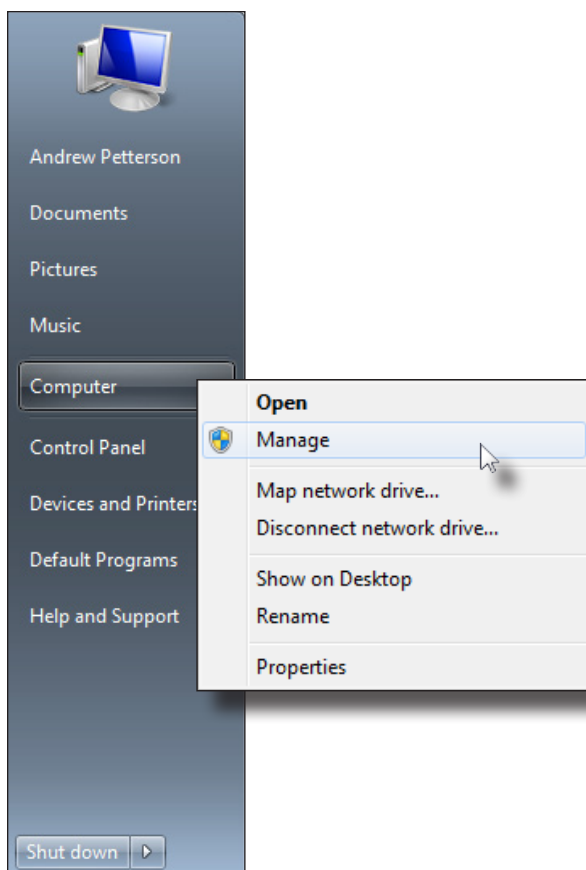 Andrew Petterson
Documents
Pictures
Music
Computer
Control Panel
Devices and Printers
Default Programs
Help and Support
Shut down
Open
Manage
Map network drive...
Disconnect network drive...
Show on Desktop
Rename
Properties